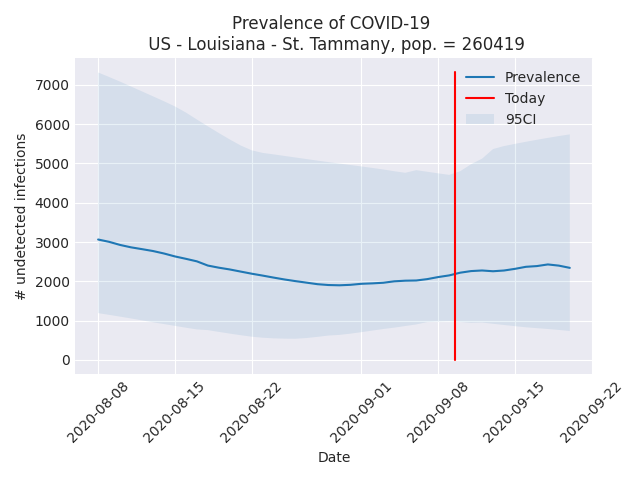 Prevalence of COVID-19
US - Louisiana - St. Tammany, pop. = 260419
Prevalence
Today
95CI
# undetected infections
7000
6000
5000
4000
3000
2000
1000
0
2020-08-08
2020-08-15
2020-08-22
2020-09-01
2020-09-08
2020-09-15
2020-09-22
Date